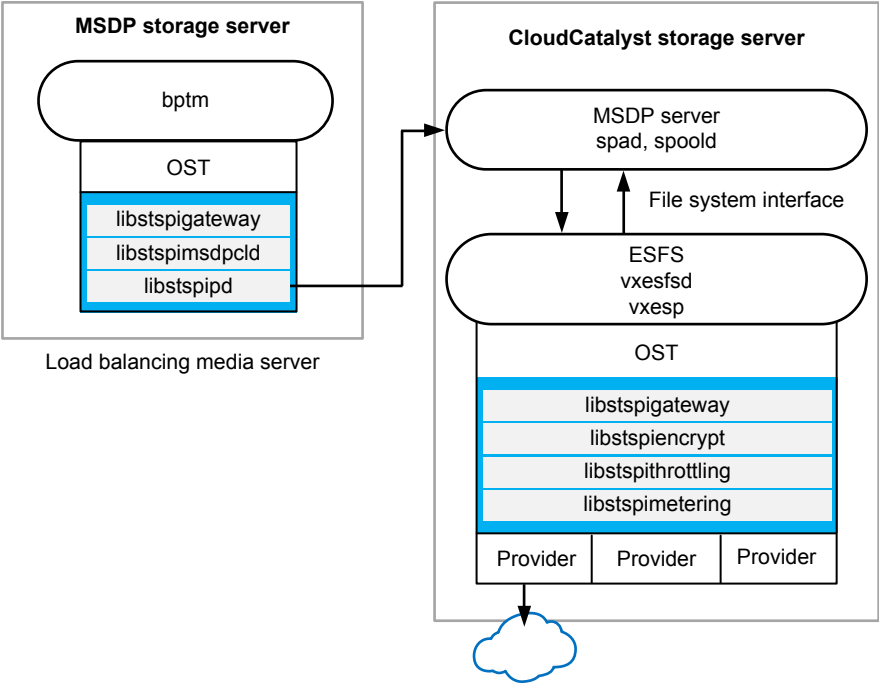 MSDP storage server
bptm
OST
libstspigateway
libstspimsdpcld
libstspipd
Load balancing media server
CloudCatalyst storage server
MSDP server
spad, spoold
File system interface
ESFS
vxesfsd
vxesp
OST
libstspigateway
libstspiencrypt
libstspithrottling
libstspimetering
Provider
Provider
Provider